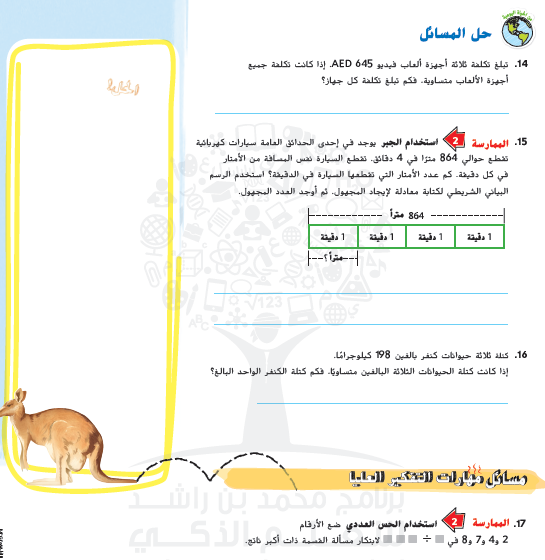 حل المسائل
14. تبلغ تكلفة ثلاثة أجهزة ألعاب فيديو 645 AED. إذا كانت تكلفة جميع
أجهزة الألعاب متساوية، فكم تبلغ تكلفة كل جهاز؟
15. الممارسة 2 استخدام الجبر يوجد في إحدى الحدائق العامة سيارات كهربائية
تقطع حوالي 864 مترًا في 4 دقائق. تقطع السيارة نفس المسافة من الأمتار
في كل دقيقة. كم عدد الأمتار التي تقطعها السيارة في الدقيقة؟ استخدم الرسم
البياني الشريطي لكتابة معادلة لإيجاد المجهول. ثم أوجد العدد المجهول.
864 مترًا
1 دقيقة 1 دقيقة 1 دقيقة 1 دقيقة
؟ مترًا
16. كتلة ثلاثة حيوانات كنغر بالغين 198 كيلوجرامًا.
إذا كانت كتلة الحيوانات الثلاثة البالغين متساويًا، فكم كتلة الكنغر الواحد البالغ؟
مسائل مهارات التفكير العليا
17. الممارسة 2 استخدام الحس العددي ضع الأرقام
2 و4 و7 و8 في ■ ÷ ■■■ لابتكار مسألة القسمة ذات أكبر ناتج.
برنامج محمد بن راشد
للتعلم الذكي